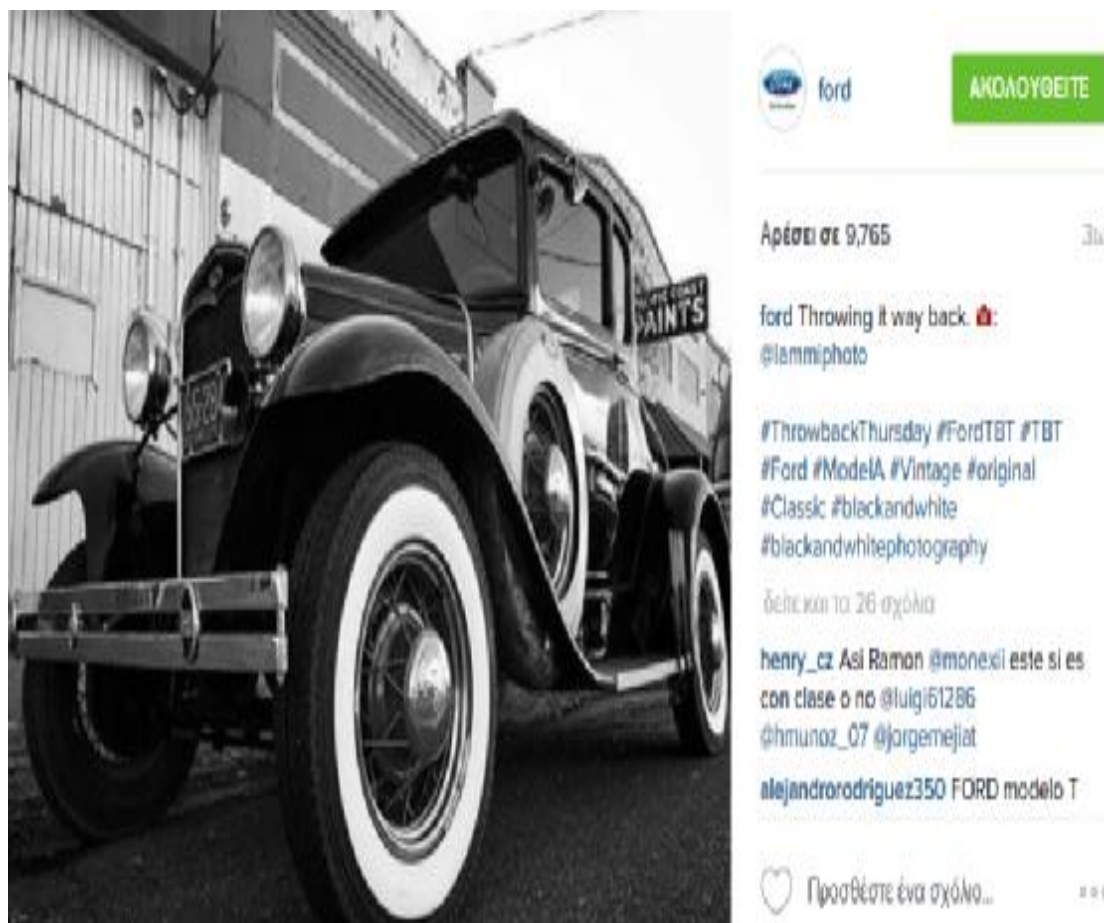 PAINTS
ford
ΑΚΟΛΟΥΘΕΙΤΕ
Αρέσει σε 9,765
ford Throwing it way back. 📷:
@lammiphoto
#ThrowbackThursday #FordTBT #TBT
#Ford #ModelA #Vintage #original
#Classic #blackandwhite
#blackandwhitephotography
δείτε και τα 26 σχόλια
henry_cz Asi Ramon @monexii este si es
con clase o no @luigi61286
@hmunoz_07 @jorgemejiat
alejandrorodriguez350 FORD modelo T
Προσθέστε ένα σχόλιο...